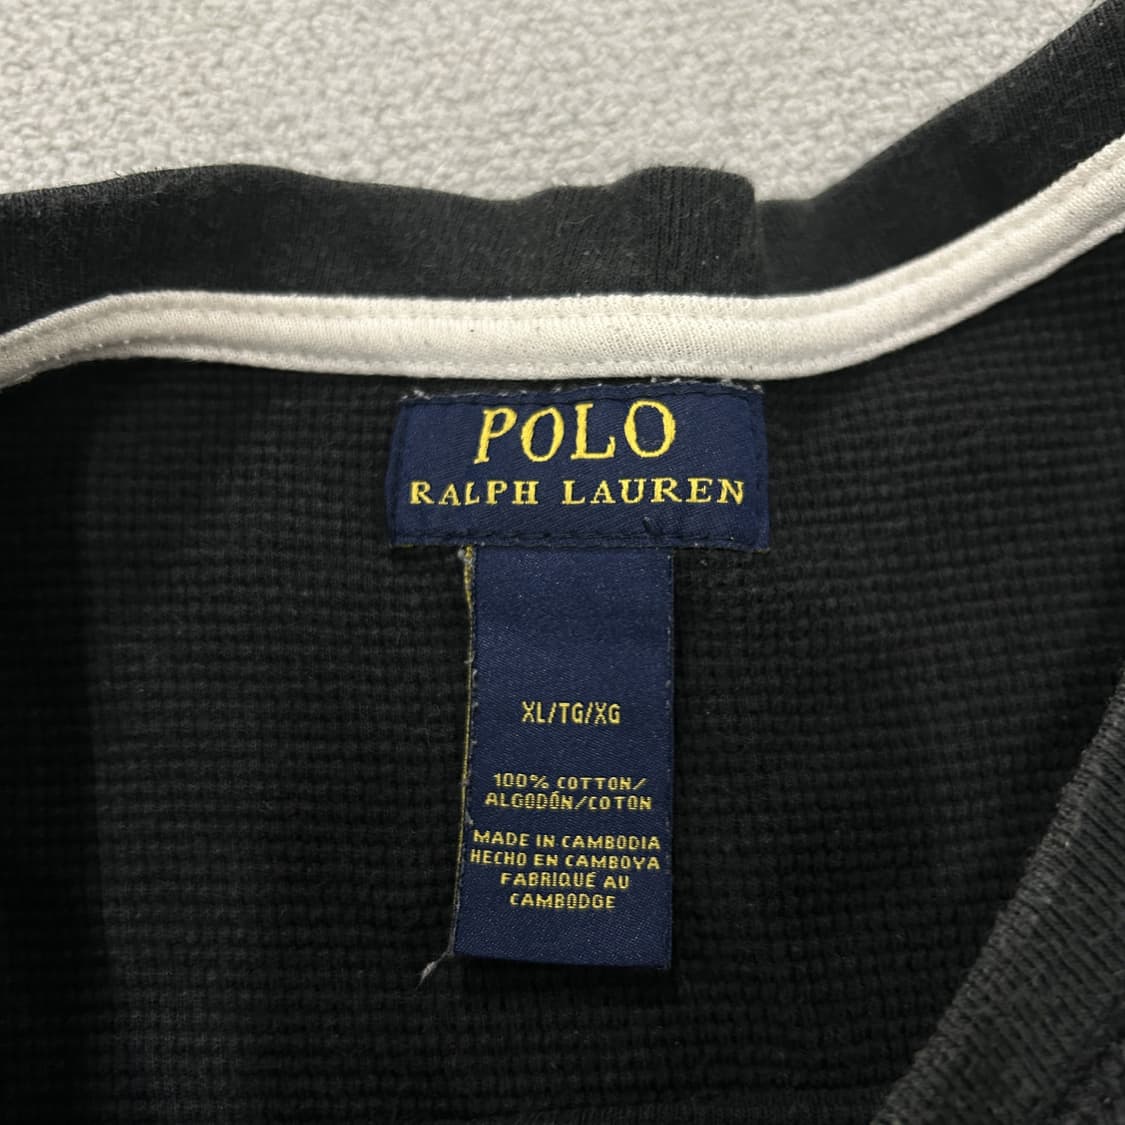 POLO
RALPH LAUREN
XL/TG/XG
100% COTTON/
ALGODÓN/COTON
MADE IN CAMBODIA
HECHO EN CAMBOYA
FABRIQUÉ AU
CAMBODGE